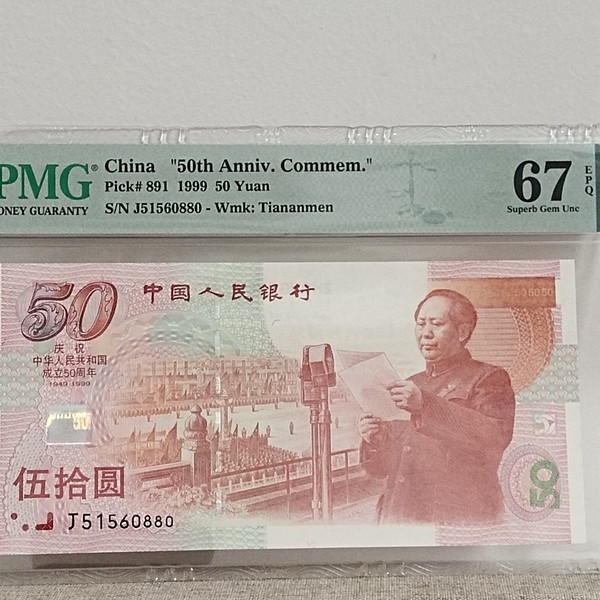 PMG
China "50th Anniv. Commem."
Pick# 891 1999 50 Yuan
S/N J51560880 - Wmk: Tiananmen
ONEY GUARANTY
67
EPQ
Superb Gem Unc
50
中国人民银行
庆祝
中华人民共和国
成立50周年
1949-1999
50
伍拾圆
J51560880
50